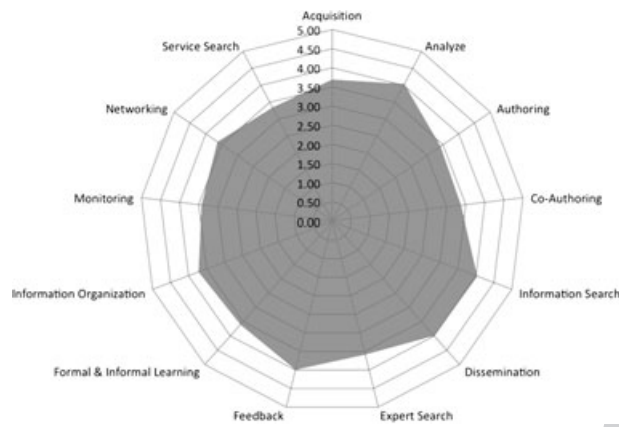 Acquisition
Analyze
Authoring
Co-Authoring
Information Search
Dissemination
Expert Search
Feedback
Formal & Informal Learning
Information Organization
Monitoring
Networking
Service Search
5.00
4.50
4.00
3.50
3.00
2.50
2.00
1.50
1.00
0.50
0.00